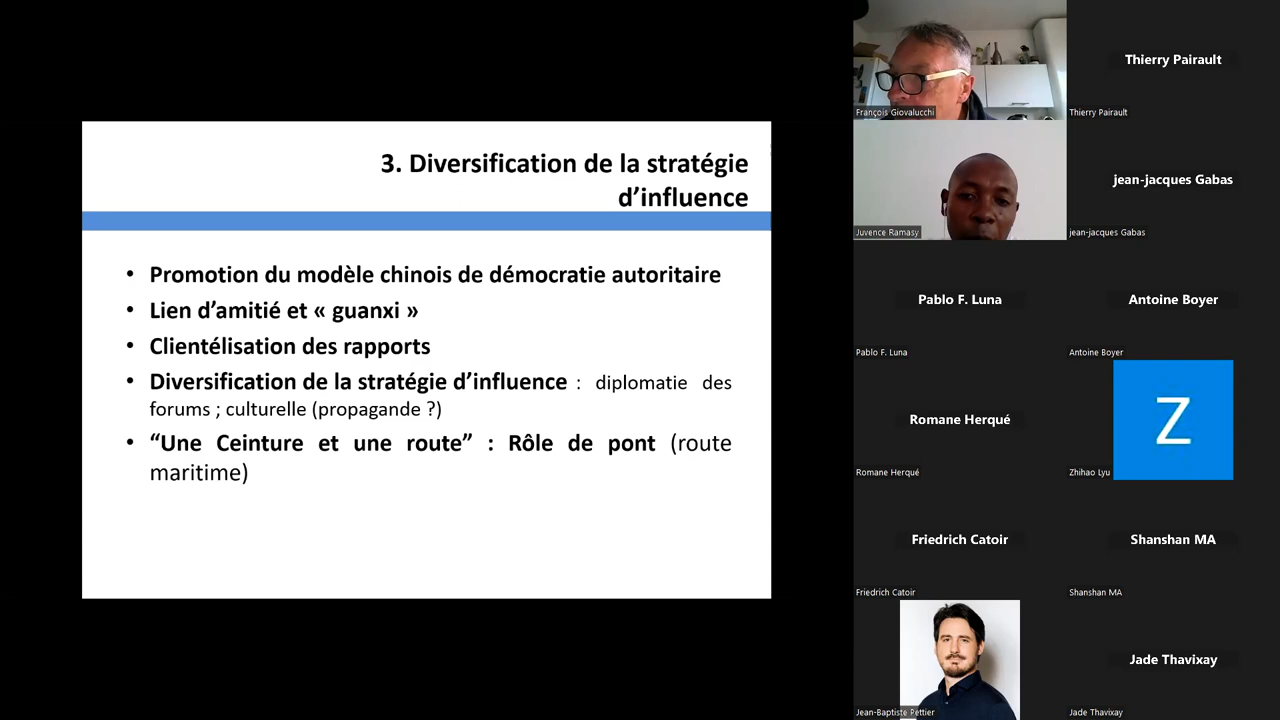 3. Diversification de la stratégie
d’influence
• Promotion du modèle chinois de démocratie autoritaire
• Lien d’amitié et « guanxi »
• Clientélisation des rapports
• Diversification de la stratégie d’influence : diplomatie des
forums ; culturelle (propagande ?)
• “Une Ceinture et une route” : Rôle de pont (route
maritime)
François Giovalucchi
Thierry Pairault
Thierry Pairault
Juvence Ramasy
jean-jacques Gabas
jean-jacques Gabas
Pablo F. Luna
Pablo F. Luna
Antoine Boyer
Antoine Boyer
Romane Herqué
Romane Herqué
Z
Zhihao Lyu
Friedrich Catoir
Friedrich Catoir
Shanshan MA
Shanshan MA
Jean-Baptiste Pettier
Jade Thavixay
Jade Thavixay